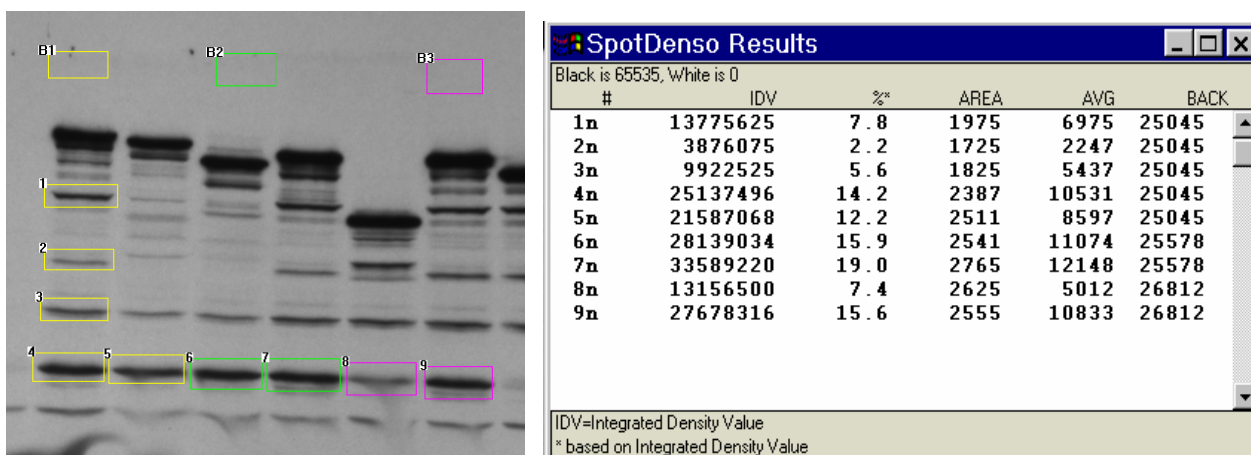 B1
B2
B3
1
2
3
4
5
6
7
8
9
SpotDenso Results
Black is 65535, White is 0
# IDV %* AREA AVG BACK
1n 13775625 7.8 1975 6975 25045
2n 3876075 2.2 1725 2247 25045
3n 9922525 5.6 1825 5437 25045
4n 25137496 14.2 2387 10531 25045
5n 21587068 12.2 2511 8597 25045
6n 28139034 15.9 2541 11074 25578
7n 33589220 19.0 2765 12148 25578
8n 13156500 7.4 2625 5012 26812
9n 27678316 15.6 2555 10833 26812
IDV=Integrated Density Value
* based on Integrated Density Value